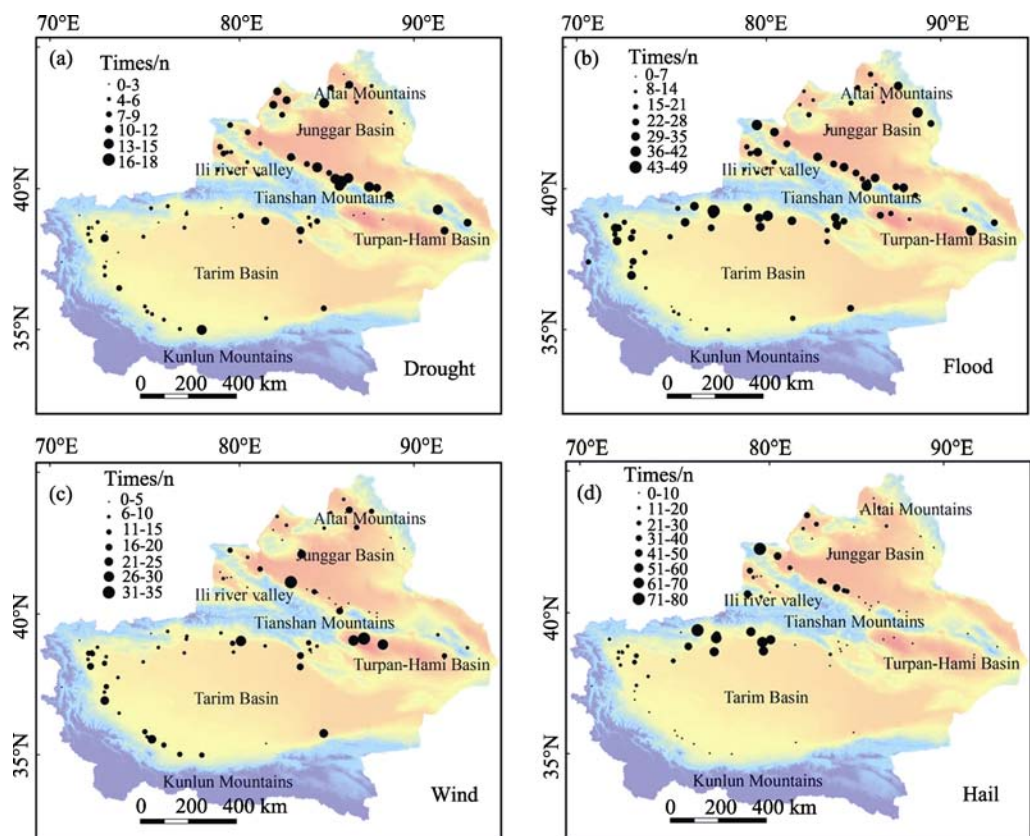 70°E 80°E 90°E
(a)
Times/n
0-3
4-6
7-9
10-12
13-15
16-18
Altai Mountains
Junggar Basin
Ili river valley
Tianshan Mountains
Turpan-Hami Basin
Tarim Basin
Kunlun Mountains
40°N
35°N
Drought
0 200 400 km
70°E 80°E 90°E
(b)
Times/n
0-7
8-14
15-21
22-28
29-35
36-42
43-49
Altai Mountains
Junggar Basin
Ili river valley
Tianshan Mountains
Turpan-Hami Basin
Tarim Basin
Kunlun Mountains
40°N
35°N
Flood
0 200 400 km
70°E 80°E 90°E
(c)
Times/n
0-5
6-10
11-15
16-20
21-25
26-30
31-35
Altai Mountains
Junggar Basin
Ili river valley
Tianshan Mountains
Turpan-Hami Basin
Tarim Basin
Kunlun Mountains
40°N
35°N
Wind
0 200 400 km
70°E 80°E 90°E
(d)
Times/n
0-10
11-20
21-30
31-40
41-50
51-60
61-70
71-80
Altai Mountains
Junggar Basin
Ili river valley
Tianshan Mountains
Turpan-Hami Basin
Tarim Basin
Kunlun Mountains
40°N
35°N
Hail
0 200 400 km